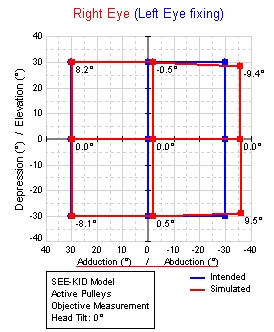 Right Eye (Left Eye fixing)
Depression (°) / Elevation (°)
40
30
20
10
0
-10
-20
-30
40
8.2°
-0.5°
-9.4°
0.0°
0.0°
0.0°
-8.1°
0.5°
9.5°
40 30 20 10 0 -10 -20 -30 -40
Adduction (°) / Abduction (°)
SEE-KID Model
Active Pulleys
Objective Measurement
Head Tilt: 0°
Intended
Simulated